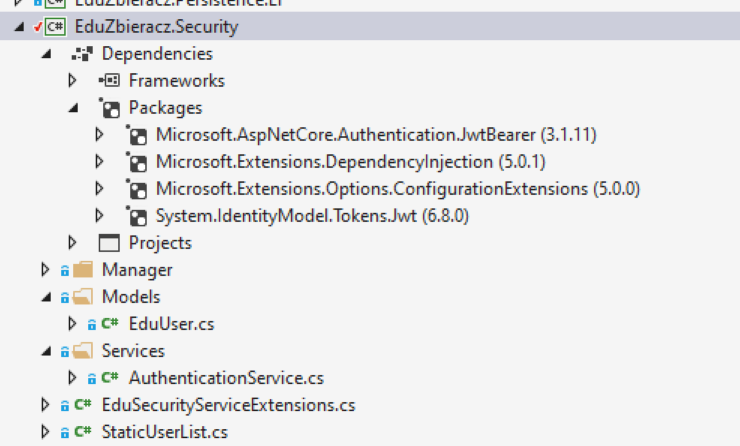 EduZbieracz.Persistence.EF
C# EduZbieracz.Security
Dependencies
Frameworks
Packages
Microsoft.AspNetCore.Authentication.JwtBearer (3.1.11)
Microsoft.Extensions.DependencyInjection (5.0.1)
Microsoft.Extensions.Options.ConfigurationExtensions (5.0.0)
System.IdentityModel.Tokens.Jwt (6.8.0)
Projects
Manager
Models
C# EduUser.cs
Services
C# AuthenticationService.cs
C# EduSecurityServiceExtensions.cs
C# StaticUserList.cs